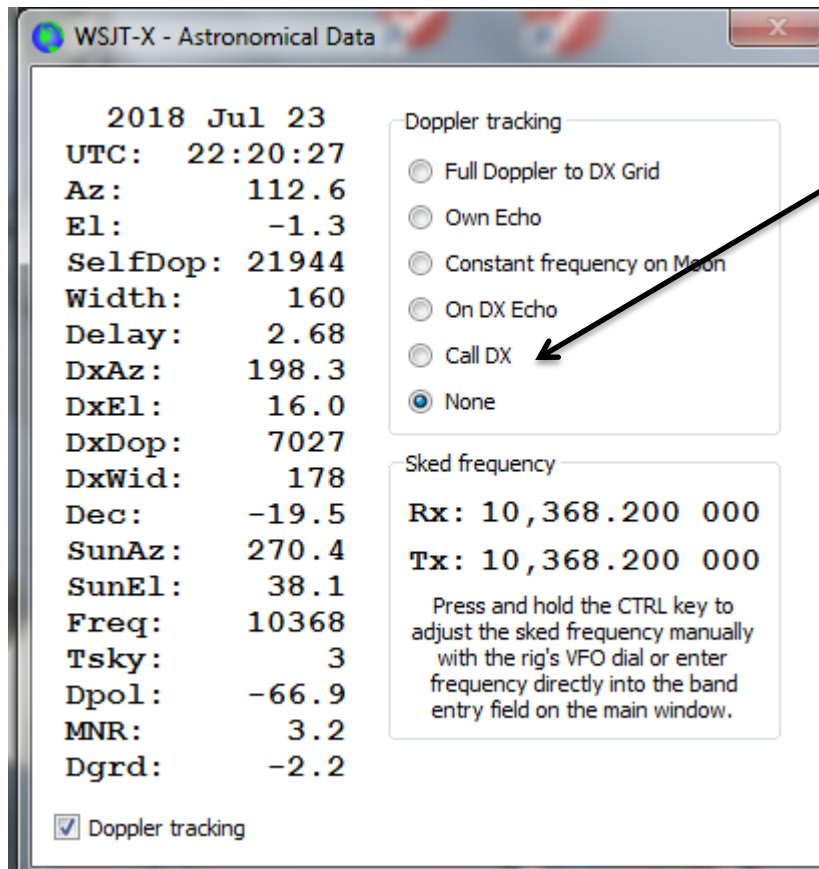 WSJT-X - Astronomical Data
2018 Jul 23
UTC: 22:20:27
Az: 112.6
El: -1.3
SelfDop: 21944
Width: 160
Delay: 2.68
DxAz: 198.3
DxEl: 16.0
DxDop: 7027
DxWid: 178
Dec: -19.5
SunAz: 270.4
SunEl: 38.1
Freq: 10368
Tsky: 3
Dpol: -66.9
MNR: 3.2
Dgrd: -2.2
Doppler tracking
Doppler tracking
Full Doppler to DX Grid
Own Echo
Constant frequency on Moon
On DX Echo
Call DX
None
Sked frequency
Rx: 10,368.200 000
Tx: 10,368.200 000
Press and hold the CTRL key to
adjust the sked frequency manually
with the rig's VFO dial or enter
frequency directly into the band
entry field on the main window.